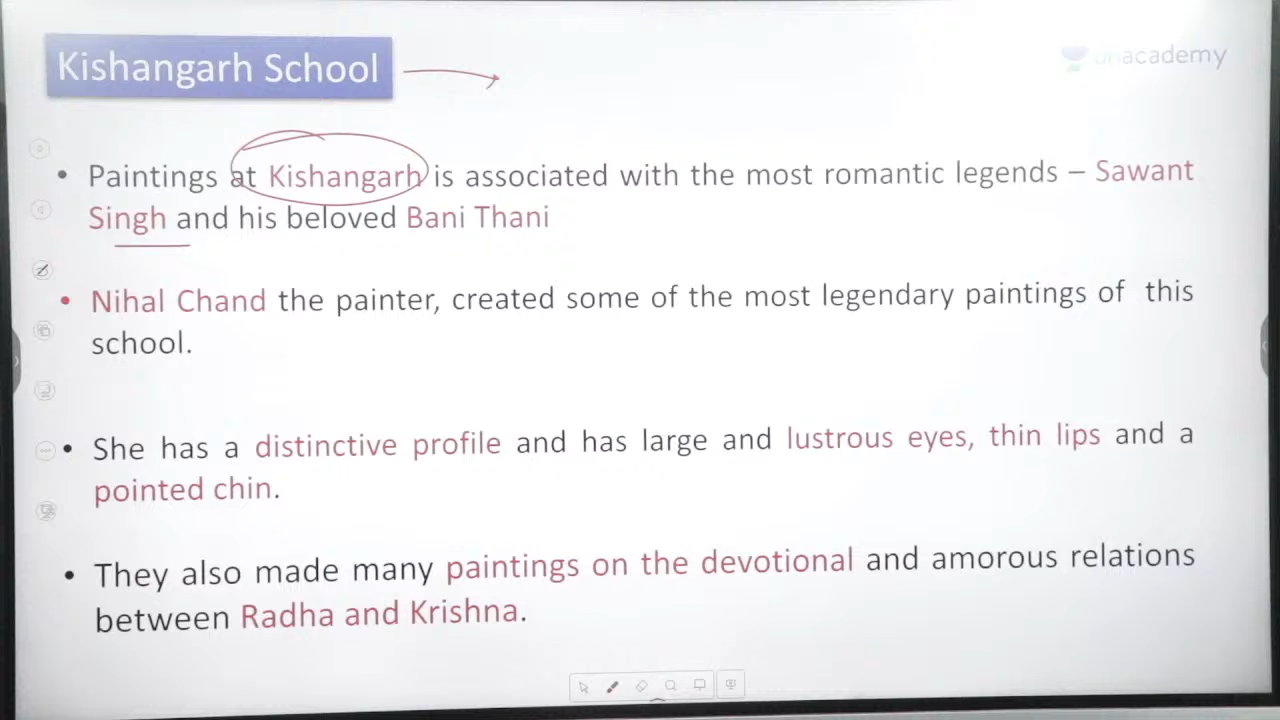 Kishangarh School
unacademy
• Paintings at Kishangarh is associated with the most romantic legends – Sawant
Singh and his beloved Bani Thani
• Nihal Chand the painter, created some of the most legendary paintings of this
school.
• She has a distinctive profile and has large and lustrous eyes, thin lips and a
pointed chin.
• They also made many paintings on the devotional and amorous relations
between Radha and Krishna.